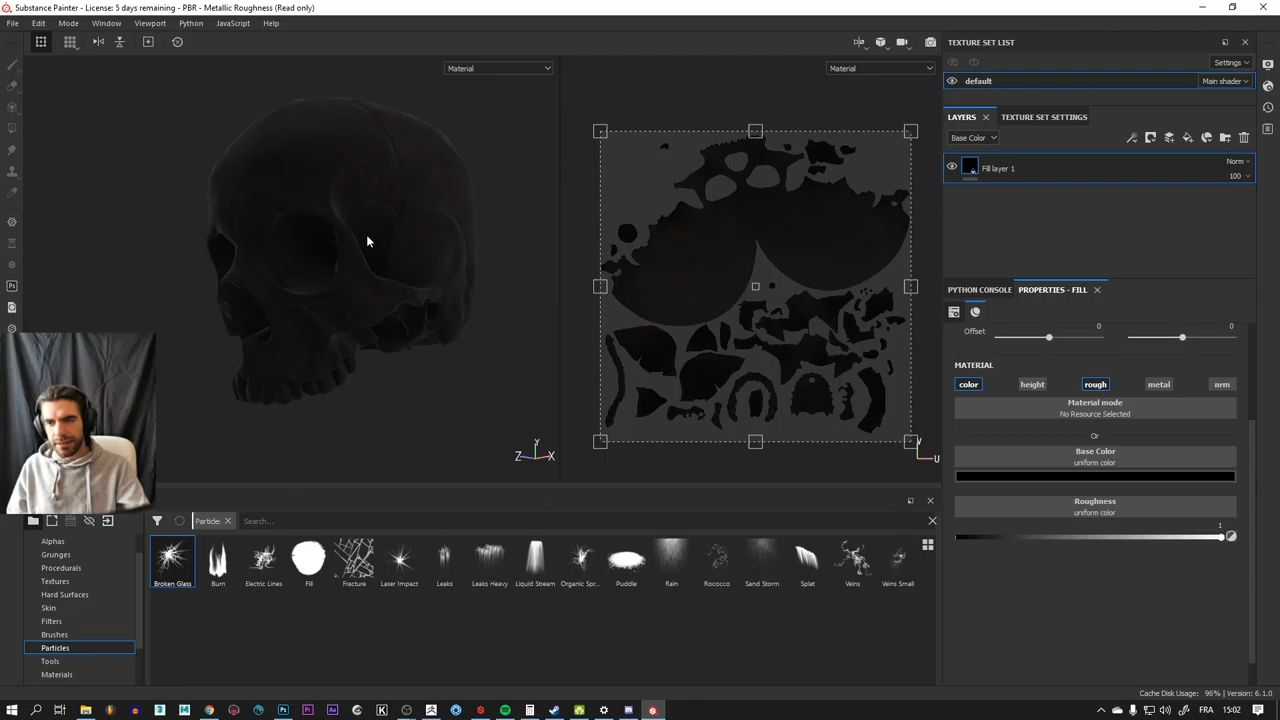 Substance Painter - License: 5 days remaining - PBR - Metallic Roughness (Read only)
File Edit Mode Window Viewport Python JavaScript Help
Material
Material
Y
Z X
V
U
TEXTURE SET LIST
Settings
default Main shader
LAYERS TEXTURE SET SETTINGS
Base Color
Fill layer 1
Norm
100
PYTHON CONSOLE PROPERTIES - FILL
Offset 0 0
MATERIAL
color height rough metal nrm
Material mode
No Resource Selected
Or
Base Color
uniform color
Roughness
uniform color
1
Particle:
Search...
Alphas
Grunges
Procedurals
Textures
Hard Surfaces
Skin
Filters
Brushes
Particles
Tools
Materials
Broken Glass Burn Electric Lines Fill Fracture Laser Impact Leaks Leaks Heavy Liquid Stream Organic Spr... Puddle Rain Rococco Sand Storm Splat Veins Veins Small
Cache Disk Usage: 96% | Version: 6.1.0
FRA 15:02